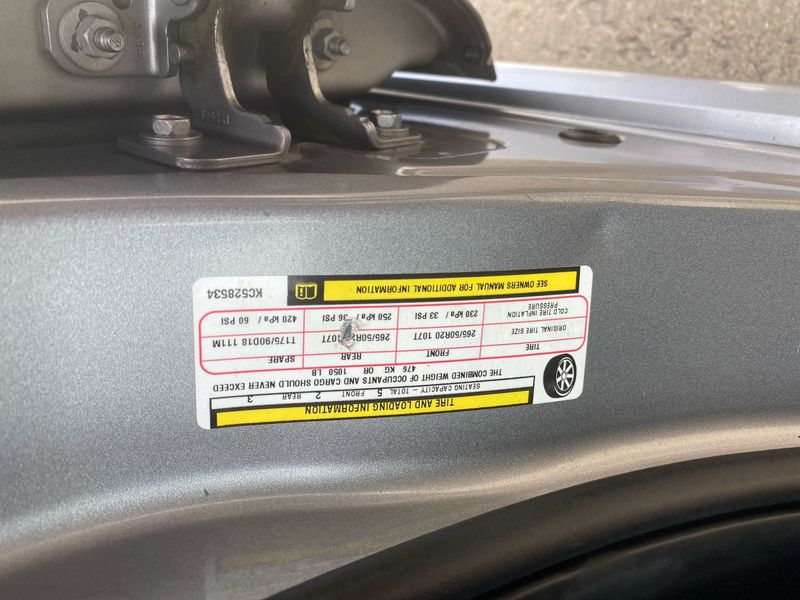 TIRE AND LOADING INFORMATION
SEATING CAPACITY - TOTAL 5 FRONT 2 REAR 3
THE COMBINED WEIGHT OF OCCUPANTS AND CARGO SHOULD NEVER EXCEED
476 KG OR 1050 LB
TIRE FRONT REAR SPARE
ORIGINAL TIRE SIZE 265/50R20 107T 265/50R2 107T T175/90D18 111M
COLD TIRE INFLATION PRESSURE 230 kPa / 33 PSI 250 kPa / 36 PSI 420 kPa / 60 PSI
SEE OWNERS MANUAL FOR ADDITIONAL INFORMATION KC528534